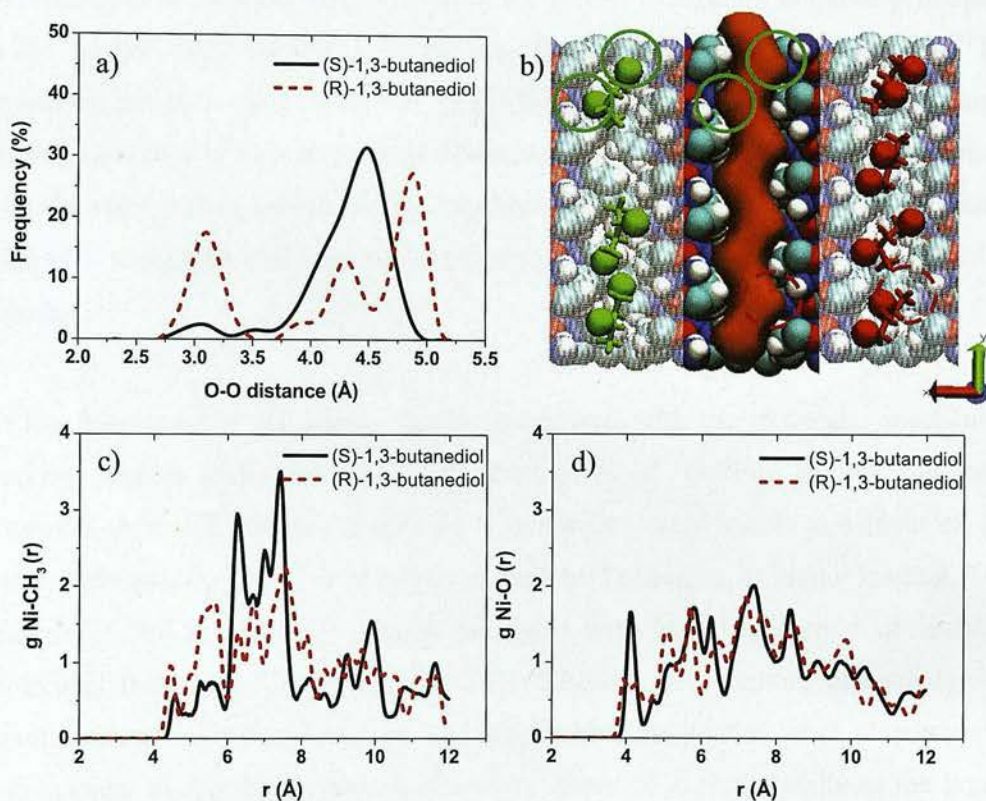 a)
50
40
30
20
10
0
Frequency (%)
(S)-1,3-butanediol
(R)-1,3-butanediol
2.0 2.5 3.0 3.5 4.0 4.5 5.0 5.5
O-O distance (Å)
b)
c)
4
3
2
1
0
g Ni-CH3 (r)
(S)-1,3-butanediol
(R)-1,3-butanediol
2 4 6 8 10 12
r (Å)
d)
4
3
2
1
0
g Ni-O (r)
(S)-1,3-butanediol
(R)-1,3-butanediol
2 4 6 8 10 12
r (Å)